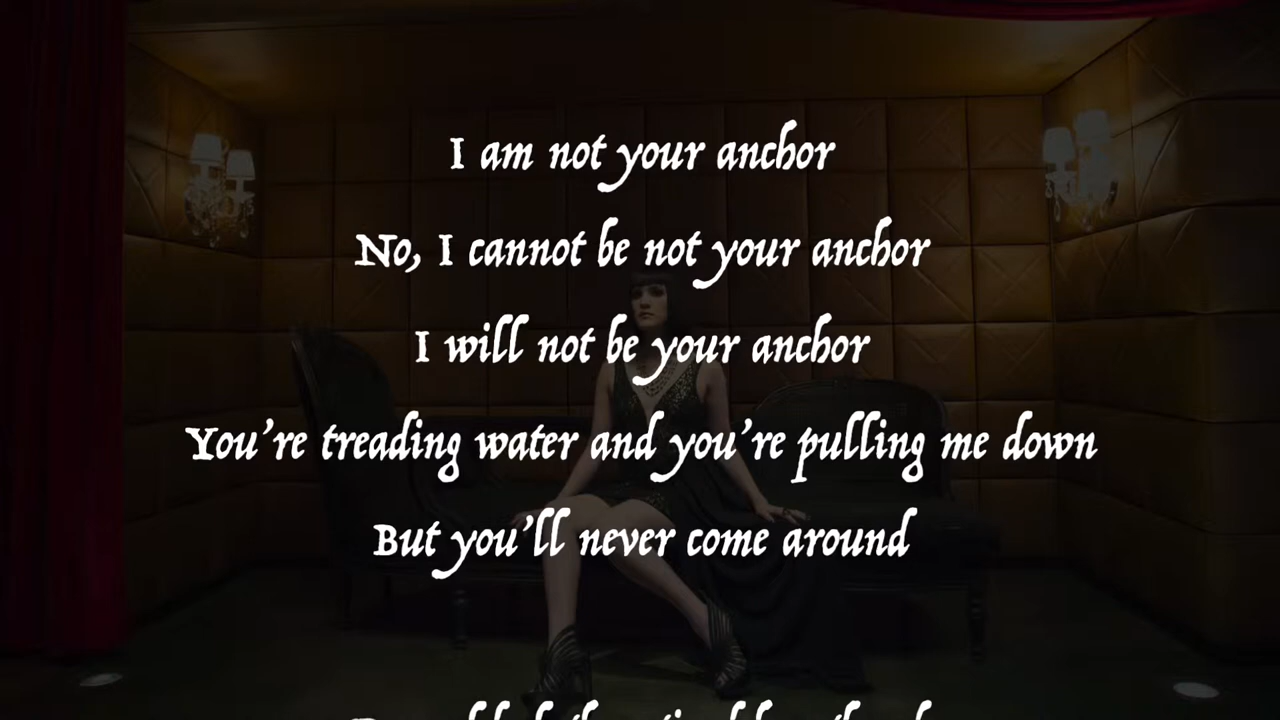 I am not your anchor
No, I cannot be not your anchor
I will not be your anchor
You're treading water and you're pulling me down
But you'll never come around